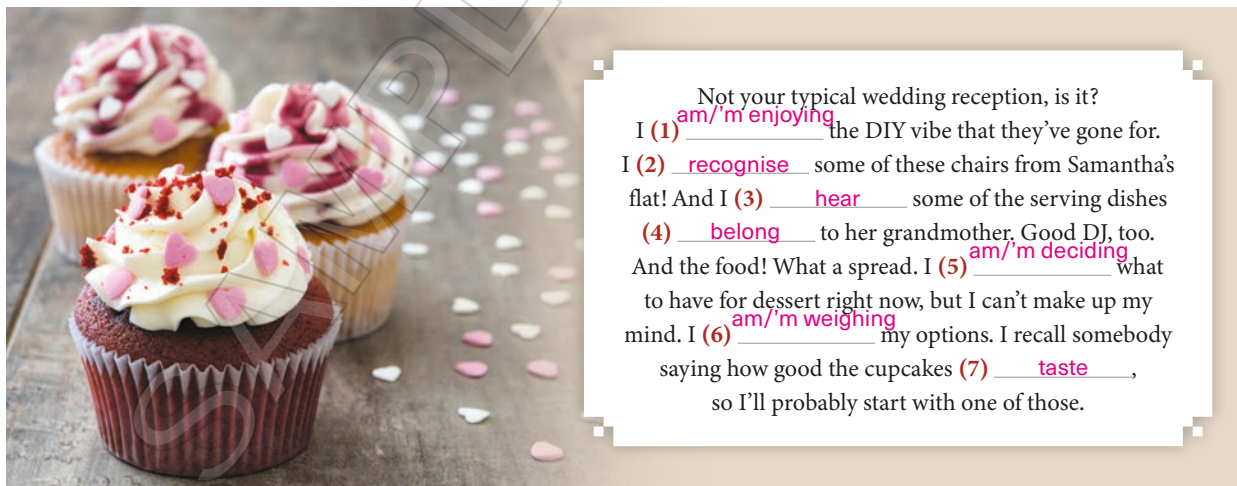 Not your typical wedding reception, is it?
I (1) am/’m enjoying the DIY vibe that they’ve gone for.
I (2) recognise some of these chairs from Samantha’s
flat! And I (3) hear some of the serving dishes
(4) belong to her grandmother. Good DJ, too.
And the food! What a spread. I (5) am/’m deciding what
to have for dessert right now, but I can’t make up my
mind. I (6) am/’m weighing my options. I recall somebody
saying how good the cupcakes (7) taste,
so I’ll probably start with one of those.